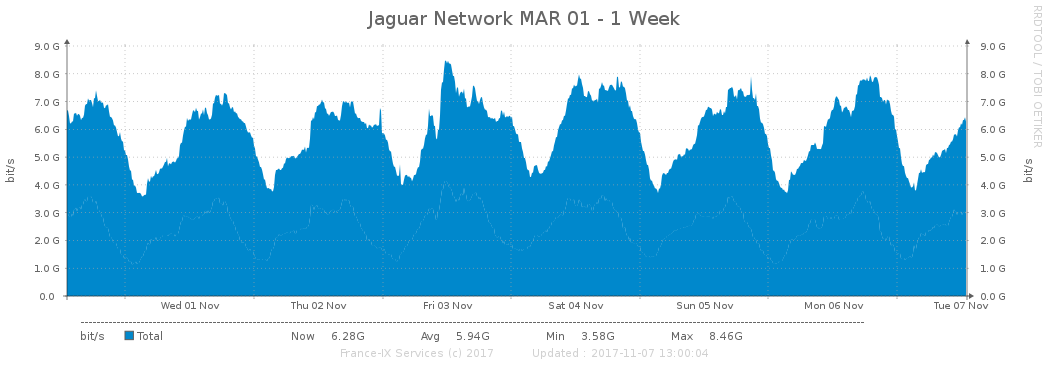 Jaguar Network MAR 01 - 1 Week
RRDTOOL / TOBI OETIKER
9.0 G 9.0 G
8.0 G 8.0 G
7.0 G 7.0 G
6.0 G 6.0 G
5.0 G 5.0 G
4.0 G 4.0 G
3.0 G 3.0 G
2.0 G 2.0 G
1.0 G 1.0 G
0.0 0.0 G
bit/s bit/s
Wed 01 Nov Thu 02 Nov Fri 03 Nov Sat 04 Nov Sun 05 Nov Mon 06 Nov Tue 07 Nov
bit/s Total Now 6.28G Avg 5.94G Min 3.58G Max 8.46G
France-IX Services (c) 2017 Updated : 2017-11-07 13:00:04